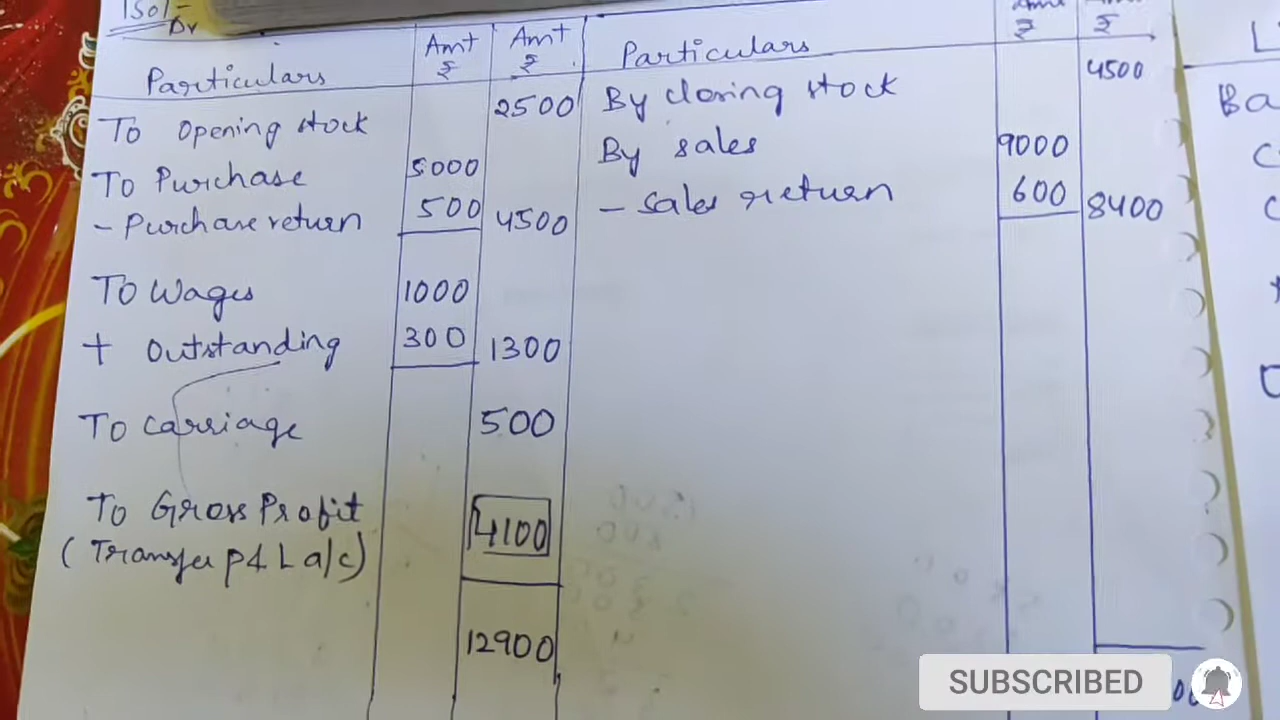 Isol-
Dr
Particulars Amt ₹ Amt ₹ Particulars Amt ₹ ₹
To Opening stock 2500 By closing stock 4500
To Purchase 5000 By sales 9000
- Purchase return 500 4500 - Sales return 600 8400
To Wages 1000
+ Outstanding 300 1300
To Carriage 500
To Gross Profit 4100
(Transfer P&L a/c)
12900
SUBSCRIBED